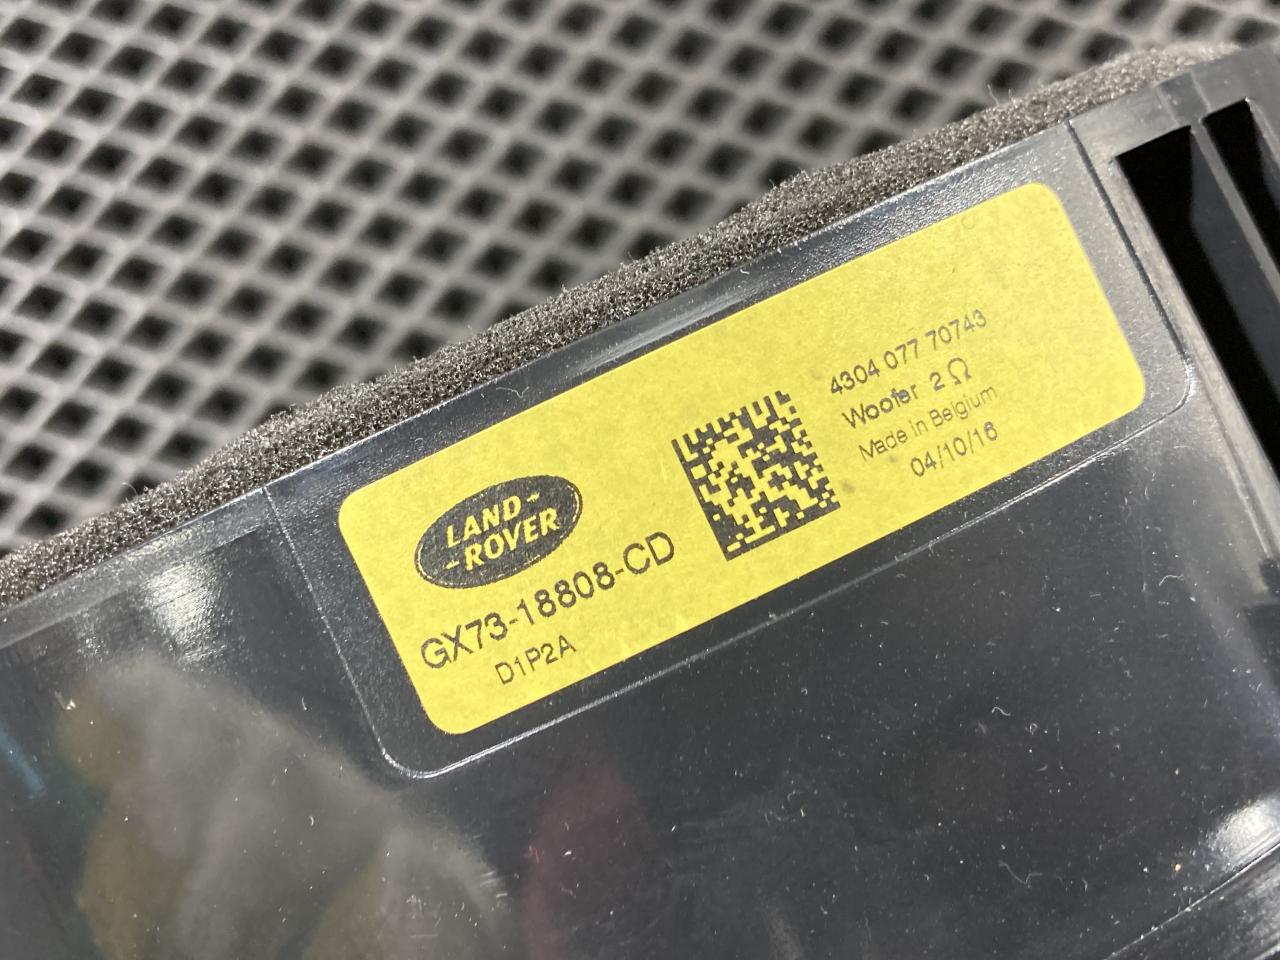 LAND-
-ROVER
GX73-18808-CD
D1P2A
4304 077 70743
Woofer 2 Ω
Made in Belgium
04/10/16